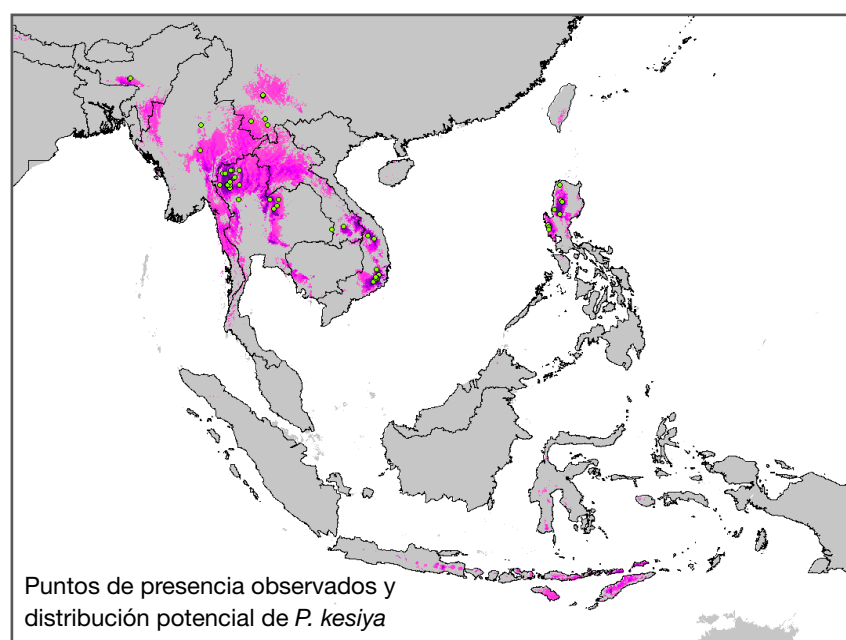 Puntos de presencia observados y
distribución potencial de P. kesiya